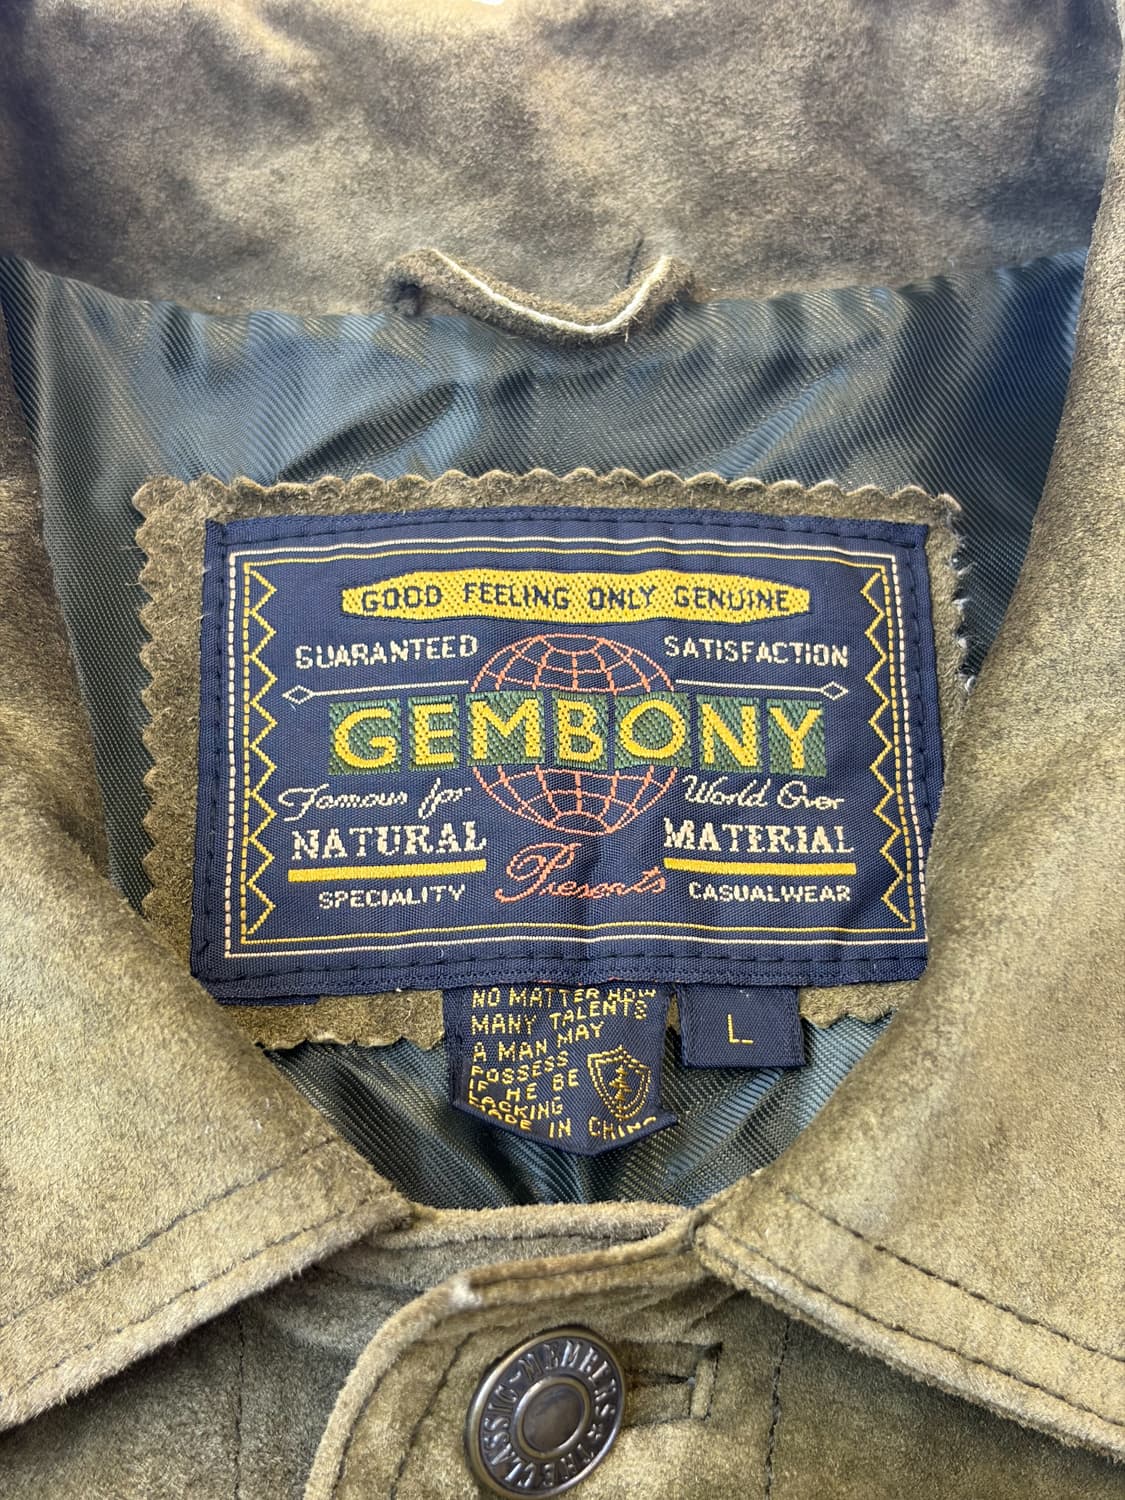 GOOD FEELING ONLY GENUINE
GUARANTEED SATISFACTION
GEMBONY
Famous for World Over
NATURAL MATERIAL
Presents
SPECIALITY CASUALWEAR
NO MATTER HOW
MANY TALENTS
A MAN MAY
POSSESS
IF HE BE
LACKING
MADE IN CHINA
L
THE CLASSIC-MEMBERS